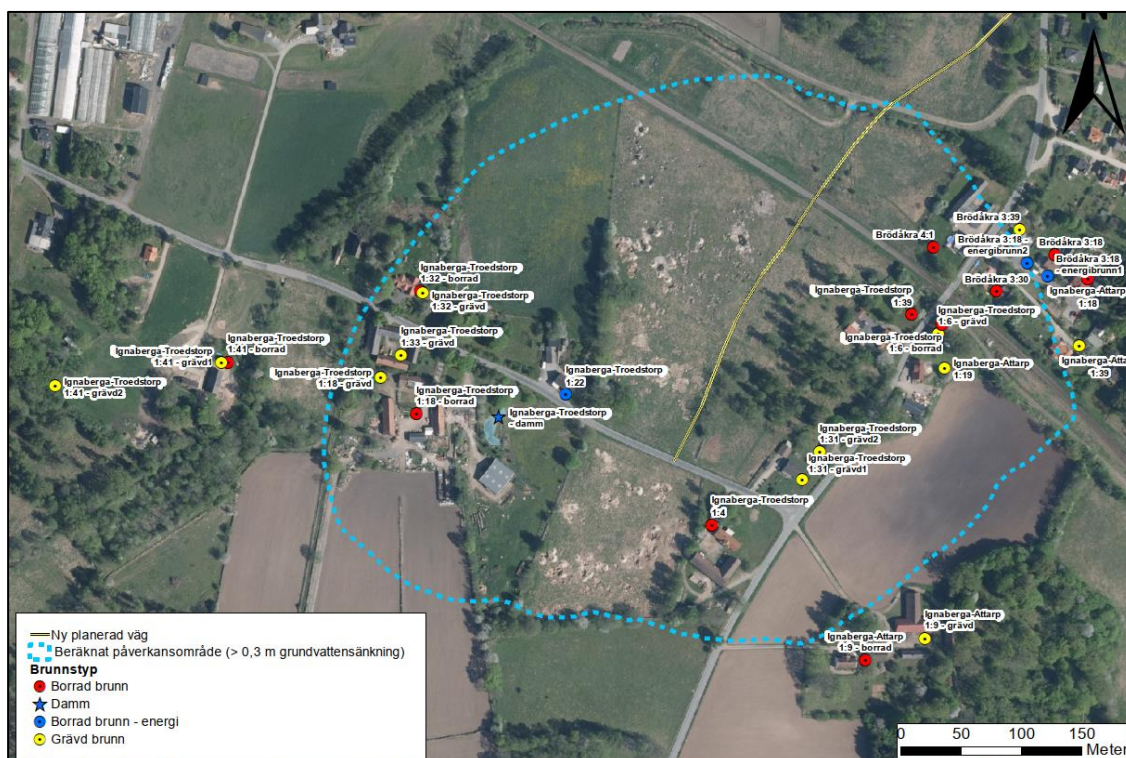 N
Brödåkra 3:39
Brödåkra 4:1
Brödåkra 3:18 -
energibrunn2
Brödåkra 3:18
Brödåkra 3:18
- energibrunn1
Brödåkra 3:30
Ignaberga-Attarp
1:18
Ignaberga-Troedstorp
1:32 - borrad
Ignaberga-Troedstorp
1:32 - grävd
Ignaberga-Troedstorp
1:39
Ignaberga-Troedstorp
1:6 - grävd
1:6 - borrad
Ignaberga-Troedstorp
1:33 - grävd
Ignaberga-Troedstorp
1:41 - grävd1
Ignaberga-Troedstorp
1:41 - borrad
Ignaberga-Attarp
1:19
Ignaberga-Atta
1:39
Ignaberga-Troedstorp
1:41 - grävd2
Ignaberga-Troedstorp
1:18 - grävd
Ignaberga-Troedstorp
1:18 - borrad
Ignaberga-Troedstorp
1:22
Ignaberga-Troedstorp
- damm
Ignaberga-Troedstorp
1:31 - grävd2
Ignaberga-Troedstorp
1:31 - grävd1
Ignaberga-Troedstorp
1:4
Ignaberga-Attarp
1:9 - grävd
Ignaberga-Attarp
1:9 - borrad
Ny planerad väg
Beräknat påverkansområde (> 0,3 m grundvattensänkning)
Brunnstyp
Borrad brunn
Damm
Borrad brunn - energi
Grävd brunn
0 50 100 150
Meter